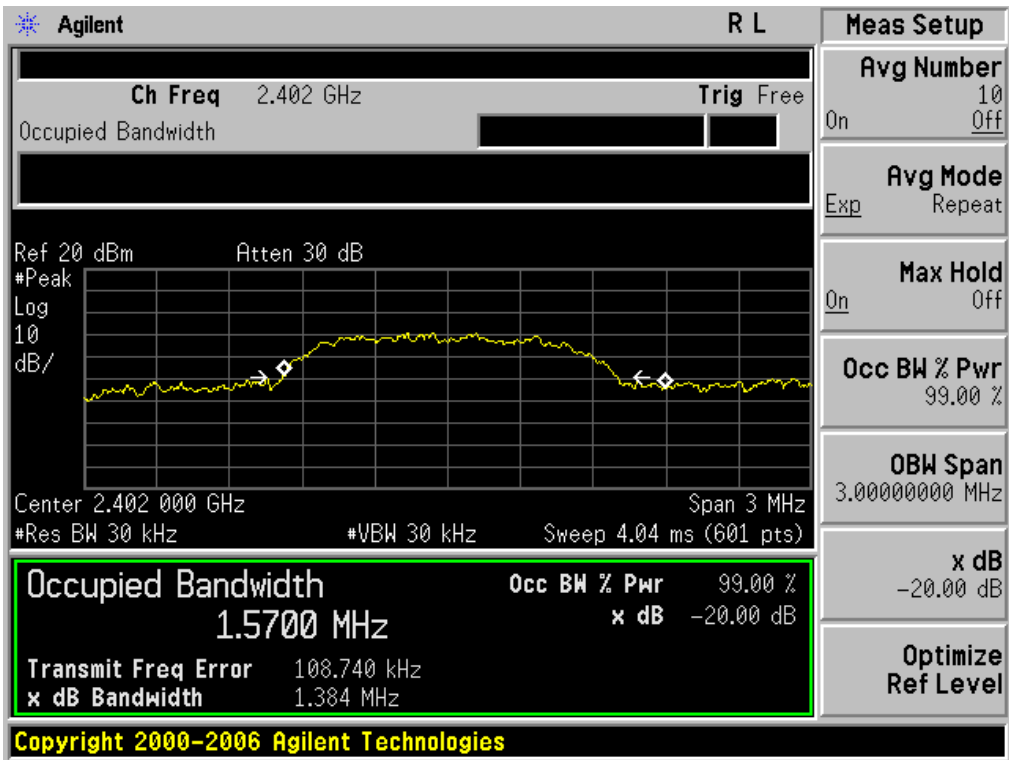 Agilent
R L
Ch Freq 2.402 GHz Trig Free
Occupied Bandwidth
Ref 20 dBm Atten 30 dB
#Peak
Log
10
dB/
Center 2.402 000 GHz Span 3 MHz
#Res BW 30 kHz #VBW 30 kHz Sweep 4.04 ms (601 pts)
Occupied Bandwidth
1.5700 MHz
Occ BW % Pwr 99.00 %
x dB -20.00 dB
Transmit Freq Error 108.740 kHz
x dB Bandwidth 1.384 MHz
Copyright 2000-2006 Agilent Technologies
Meas Setup
Avg Number
10
On Off
Avg Mode
Exp Repeat
Max Hold
On Off
Occ BW % Pwr
99.00 %
OBW Span
3.00000000 MHz
x dB
-20.00 dB
Optimize
Ref Level